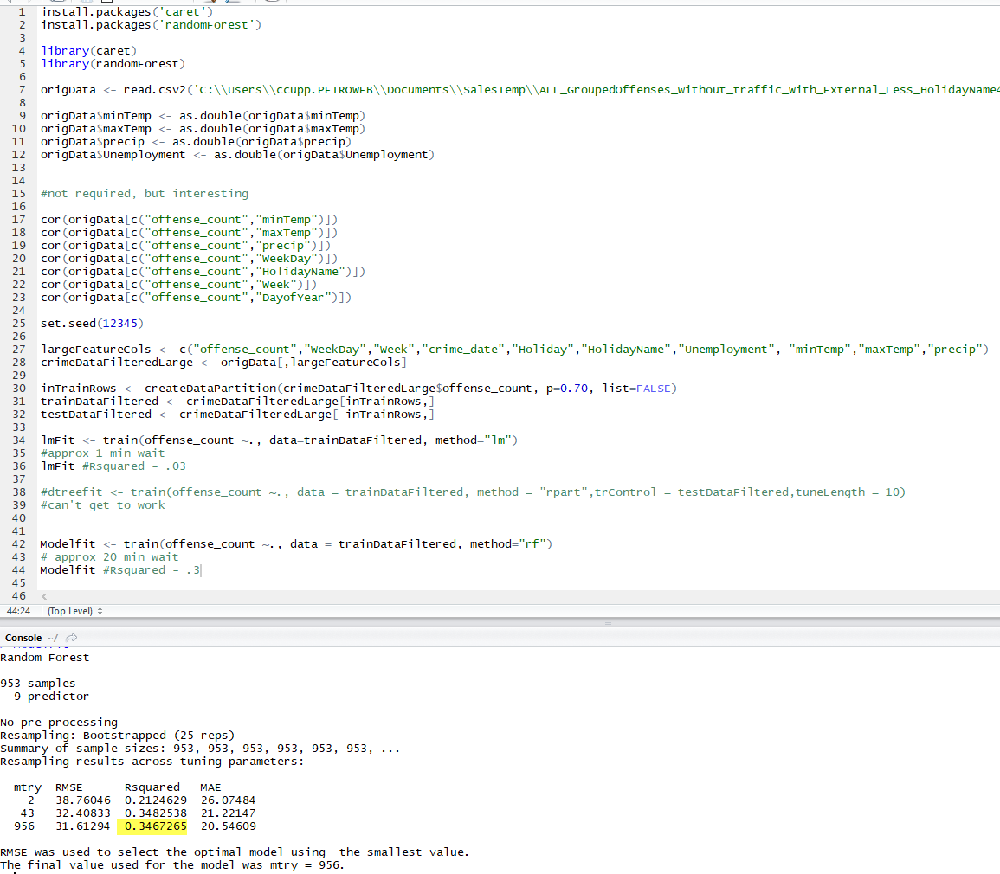 1 install.packages('caret')
2 install.packages('randomForest')
3
4 library(caret)
5 library(randomForest)
6
7 origData <- read.csv2('C:\\Users\\ccupp.PETROWEB\\Documents\\SalesTemp\\ALL_GroupedOffenses_without_traffic_With_External_Less_HolidayName4
8
9 origData$minTemp <- as.double(origData$minTemp)
10 origData$maxTemp <- as.double(origData$maxTemp)
11 origData$precip <- as.double(origData$precip)
12 origData$Unemployment <- as.double(origData$Unemployment)
13
14
15 #not required, but interesting
16
17 cor(origData[c("offense_count","minTemp")])
18 cor(origData[c("offense_count","maxTemp")])
19 cor(origData[c("offense_count","precip")])
20 cor(origData[c("offense_count","WeekDay")])
21 cor(origData[c("offense_count","HolidayName")])
22 cor(origData[c("offense_count","Week")])
23 cor(origData[c("offense_count","DayofYear")])
24
25 set.seed(12345)
26
27 largeFeatureCols <- c("offense_count","WeekDay","Week","crime_date","Holiday","HolidayName","Unemployment", "minTemp","maxTemp","precip")
28 crimeDataFilteredLarge <- origData[,largeFeatureCols]
29
30 inTrainRows <- createDataPartition(crimeDataFilteredLarge$offense_count, p=0.70, list=FALSE)
31 trainDataFiltered <- crimeDataFilteredLarge[inTrainRows,]
32 testDataFiltered <- crimeDataFilteredLarge[-inTrainRows,]
33
34 lmFit <- train(offense_count ~., data=trainDataFiltered, method="lm")
35 #approx 1 min wait
36 lmFit #Rsquared - .03
37
38 #dtreefit <- train(offense_count ~., data = trainDataFiltered, method = "rpart",trControl = testDataFiltered,tuneLength = 10)
39 #can't get to work
40
41
42 Modelfit <- train(offense_count ~., data = trainDataFiltered, method="rf")
43 # approx 20 min wait
44 Modelfit #Rsquared - .3
45
46 <
44:24 (Top Level)
Console ~/
Random Forest
953 samples
9 predictor
No pre-processing
Resampling: Bootstrapped (25 reps)
Summary of sample sizes: 953, 953, 953, 953, 953, 953, ...
Resampling results across tuning parameters:
mtry RMSE Rsquared MAE
2 38.76046 0.2124629 26.07484
43 32.40833 0.3482538 21.22147
956 31.61294 0.3467265 20.54609
RMSE was used to select the optimal model using the smallest value.
The final value used for the model was mtry = 956.